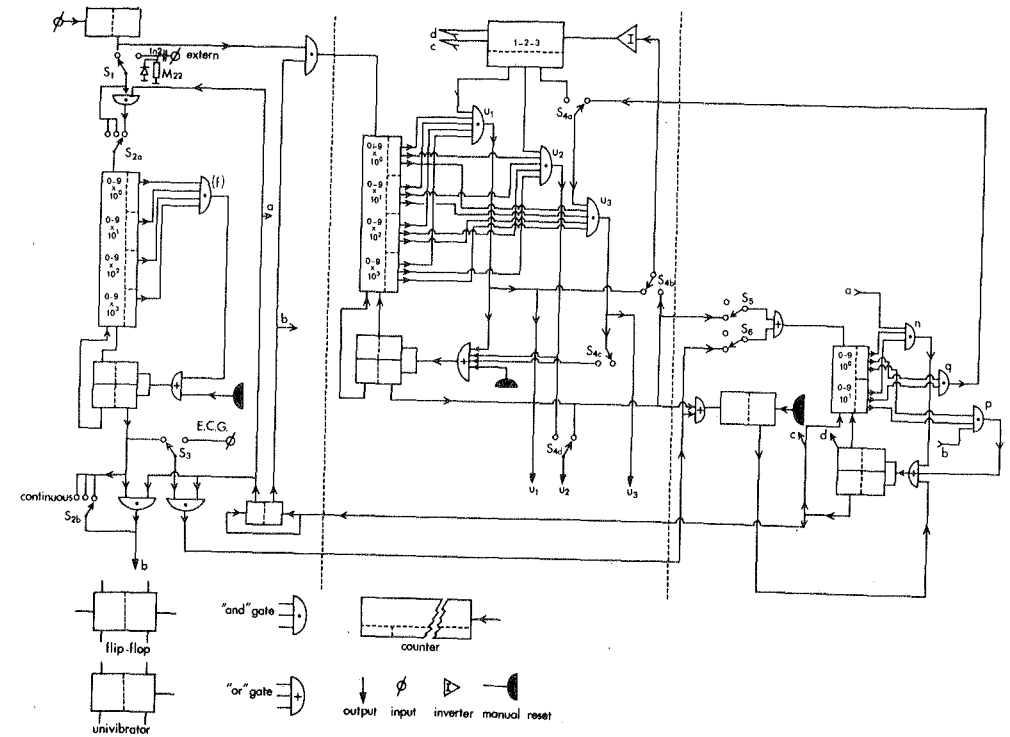 extern
S1
M22
S2a
0-9
x
10^0
0-9
x
10^1
0-9
x
10^2
0-9
x
10^3
(f)
a
b
E.C.G.
S3
continuous
S2b
b
d
c
1-2-3
I
S4a
u1
u2
u3
0-9
x
10^0
0-9
x
10^1
0-9
x
10^2
0-9
x
10^3
S4b
S4c
S4d
u1
u2
u3
S5
S6
a
n
q
p
b
0-9
10^0
0-9
10^1
c
d
flip-flop
"and" gate
counter
univibrator
"or" gate
output
input
inverter
manual reset